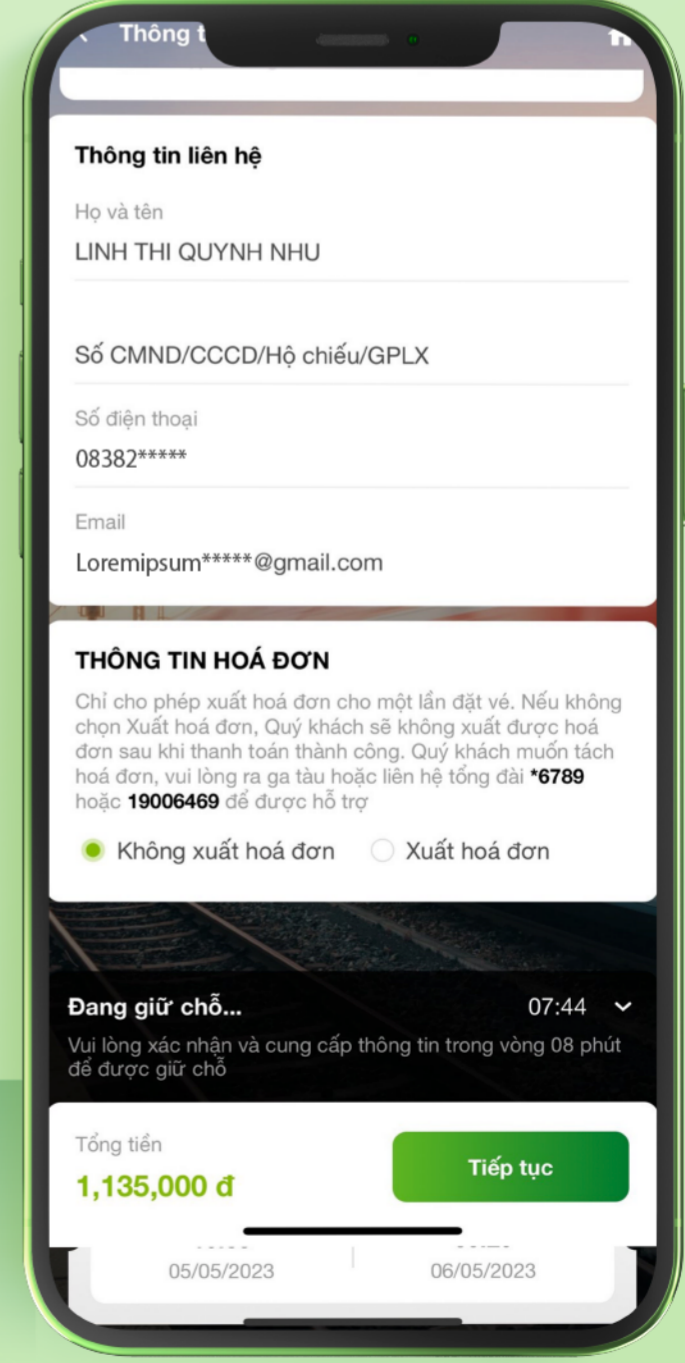 Thông t
Thông tin liên hệ
Họ và tên
LINH THI QUYNH NHU
Số CMND/CCCD/Hộ chiếu/GPLX
Số điện thoại
08382*****
Email
Loremipsum*****@gmail.com
THÔNG TIN HOÁ ĐƠN
Chỉ cho phép xuất hoá đơn cho một lần đặt vé. Nếu không
chọn Xuất hoá đơn, Quý khách sẽ không xuất được hoá
đơn sau khi thanh toán thành công. Quý khách muốn tách
hoá đơn, vui lòng ra ga tàu hoặc liên hệ tổng đài *6789
hoặc 19006469 để được hỗ trợ
Không xuất hoá đơn Xuất hoá đơn
Đang giữ chỗ... 07:44
Vui lòng xác nhận và cung cấp thông tin trong vòng 08 phút
để được giữ chỗ
Tổng tiền
1,135,000 đ
Tiếp tục
05/05/2023 06/05/2023